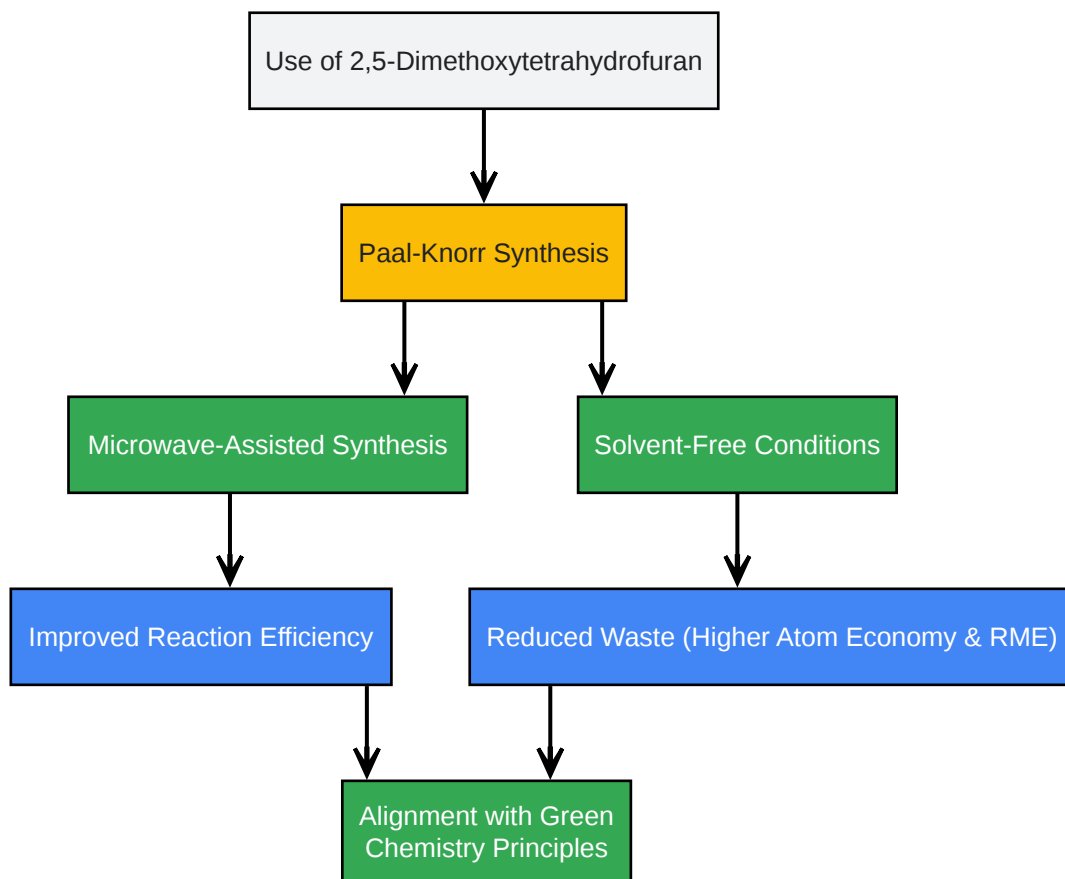 Use of 2,5-Dimethoxytetrahydrofuran
Paal-Knorr Synthesis
Microwave-Assisted Synthesis
Solvent-Free Conditions
Improved Reaction Efficiency
Reduced Waste (Higher Atom Economy & RME)
Alignment with Green
Chemistry Principles